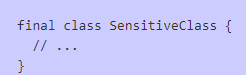 final class SensitiveClass {
  // ...
}